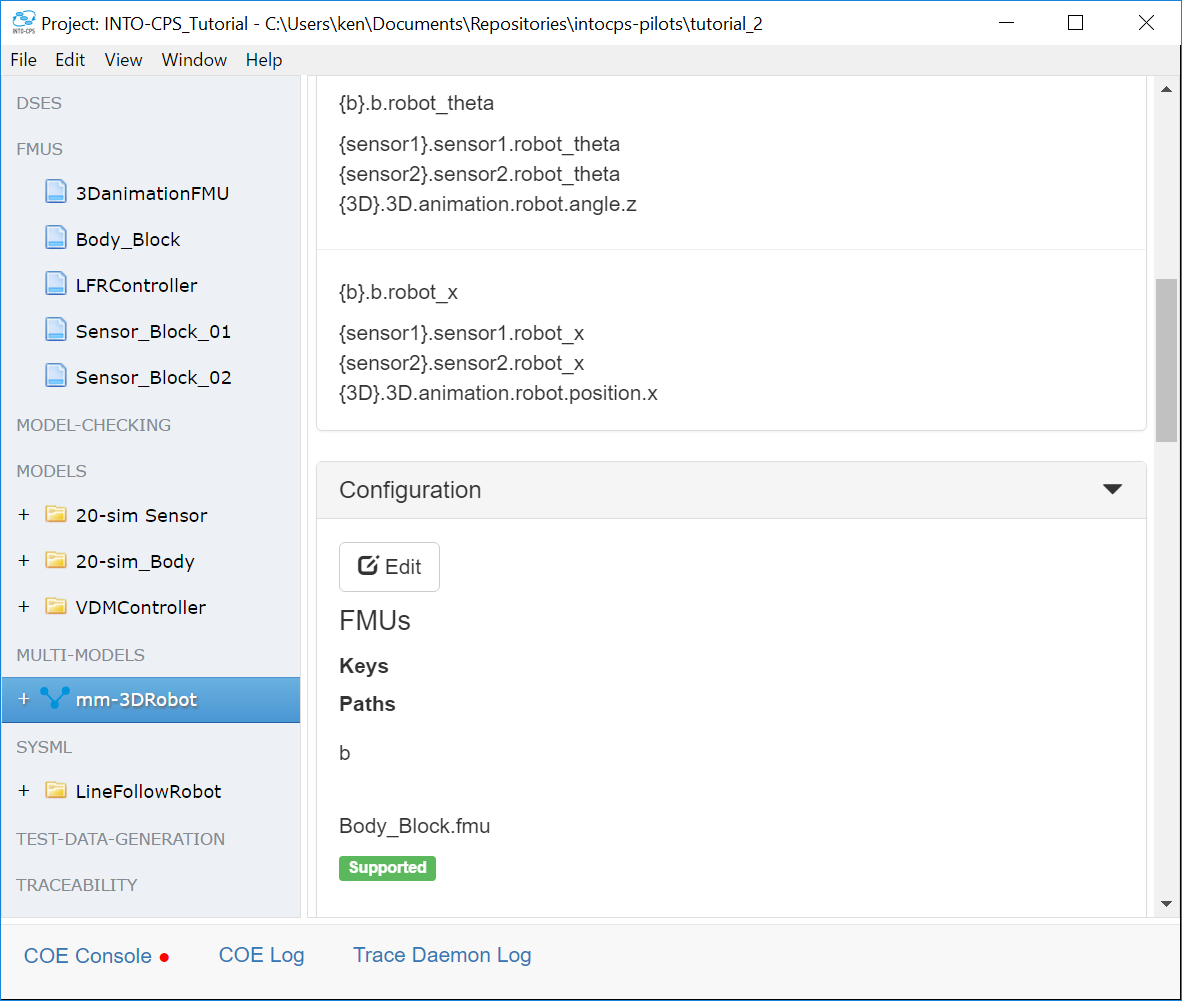 Project: INTO-CPS_Tutorial - C:\Users\ken\Documents\Repositories\intocps-pilots\tutorial_2
File Edit View Window Help
DSES
FMUS
3DanimationFMU
Body_Block
LFRController
Sensor_Block_01
Sensor_Block_02
MODEL-CHECKING
MODELS
+ 20-sim Sensor
+ 20-sim_Body
+ VDMController
MULTI-MODELS
+ mm-3DRobot
SYSML
+ LineFollowRobot
TEST-DATA-GENERATION
TRACEABILITY
{b}.b.robot_theta
{sensor1}.sensor1.robot_theta
{sensor2}.sensor2.robot_theta
{3D}.3D.animation.robot.angle.z
{b}.b.robot_x
{sensor1}.sensor1.robot_x
{sensor2}.sensor2.robot_x
{3D}.3D.animation.robot.position.x
Configuration
Edit
FMUs
Keys
Paths
b
Body_Block.fmu
Supported
COE Console COE Log Trace Daemon Log